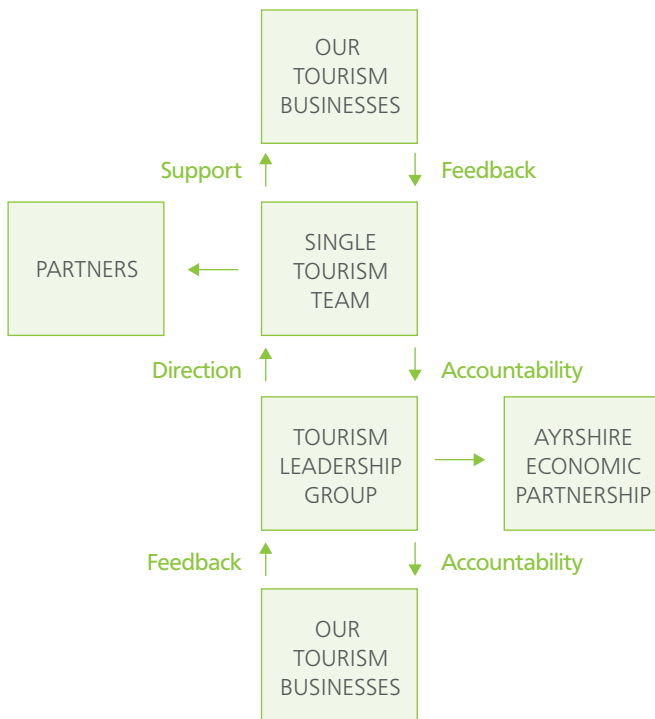 OUR
TOURISM
BUSINESSES
Support
Feedback
PARTNERS
SINGLE
TOURISM
TEAM
Direction
Accountability
TOURISM
LEADERSHIP
GROUP
AYRSHIRE
ECONOMIC
PARTNERSHIP
Feedback
Accountability
OUR
TOURISM
BUSINESSES